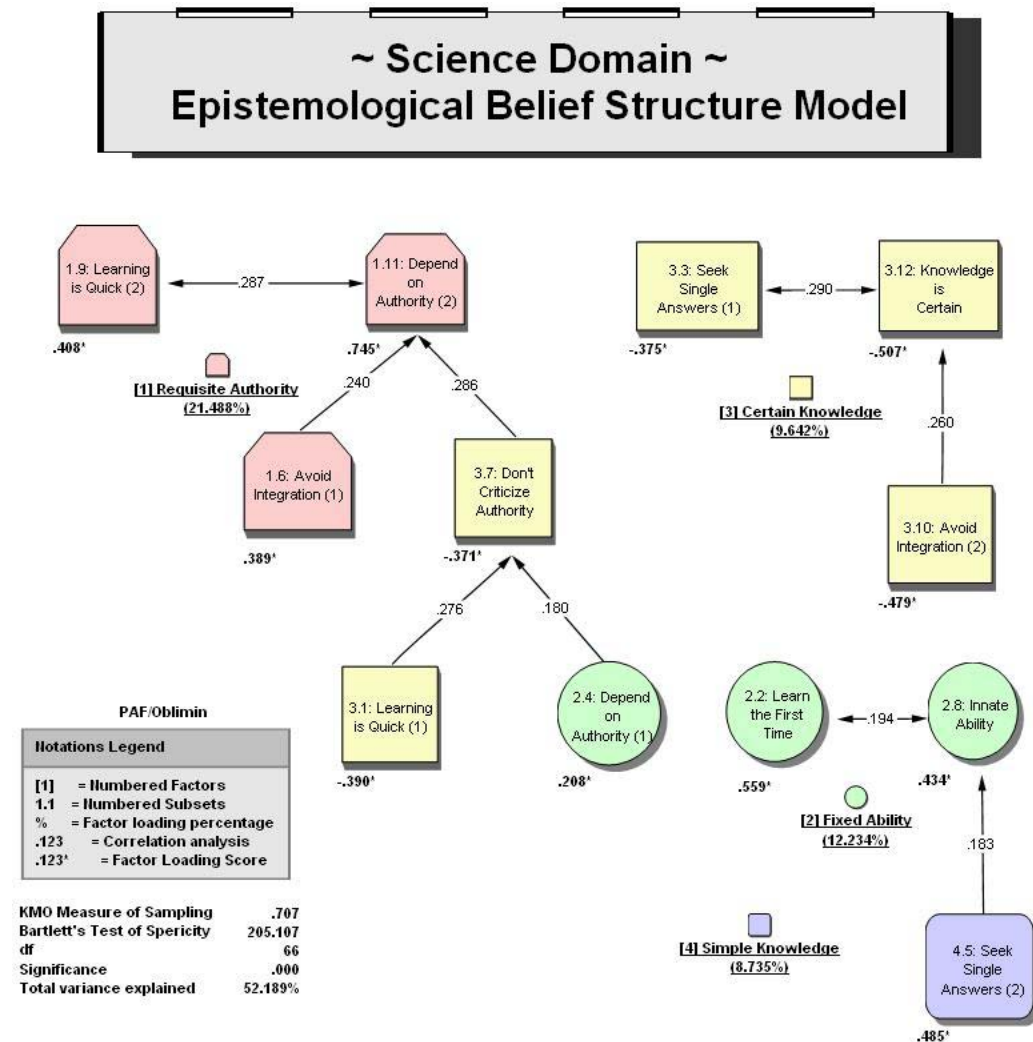 ~ Science Domain ~
Epistemological Belief Structure Model
1.9: Learning
is Quick (2)
.408*
.287
1.11: Depend
on
Authority (2)
.745*
3.3: Seek
Single
Answers (1)
-.375*
.290
3.12: Knowledge
is
Certain
-.507*
[1] Requisite Authority
(21.488%)
.240
.286
[3] Certain Knowledge
(9.642%)
.260
1.6: Avoid
Integration (1)
.389*
3.7: Don't
Criticize
Authority
-.371*
3.10: Avoid
Integration (2)
-.479*
.276
.180
3.1: Learning
is Quick (1)
-.390*
2.4: Depend
on
Authority (1)
.208*
2.2: Learn
the First
Time
.559*
.194
2.8: Innate
Ability
.434*
[2] Fixed Ability
(12.234%)
.183
[4] Simple Knowledge
(8.735%)
4.5: Seek
Single
Answers (2)
.485*
PAF/Oblimin
Notations Legend
[1] = Numbered Factors
1.1 = Numbered Subsets
% = Factor loading percentage
.123 = Correlation analysis
.123* = Factor Loading Score
KMO Measure of Sampling .707
Bartlett's Test of Spericity 205.107
df 66
Significance .000
Total variance explained 52.189%